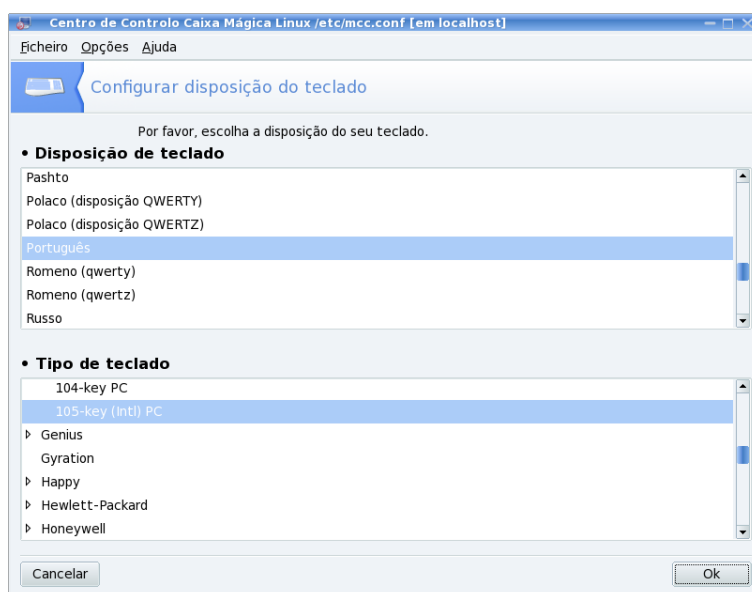 Centro de Controlo Caixa Mágica Linux /etc/mcc.conf [em localhost]
Ficheiro Opções Ajuda
Configurar disposição do teclado
Por favor, escolha a disposição do seu teclado.
• Disposição de teclado
Pashto
Polaco (disposição QWERTY)
Polaco (disposição QWERTZ)
Português
Romeno (qwerty)
Romeno (qwertz)
Russo
• Tipo de teclado
104-key PC
105-key (Intl) PC
Genius
Gyration
Happy
Hewlett-Packard
Honeywell
Cancelar Ok